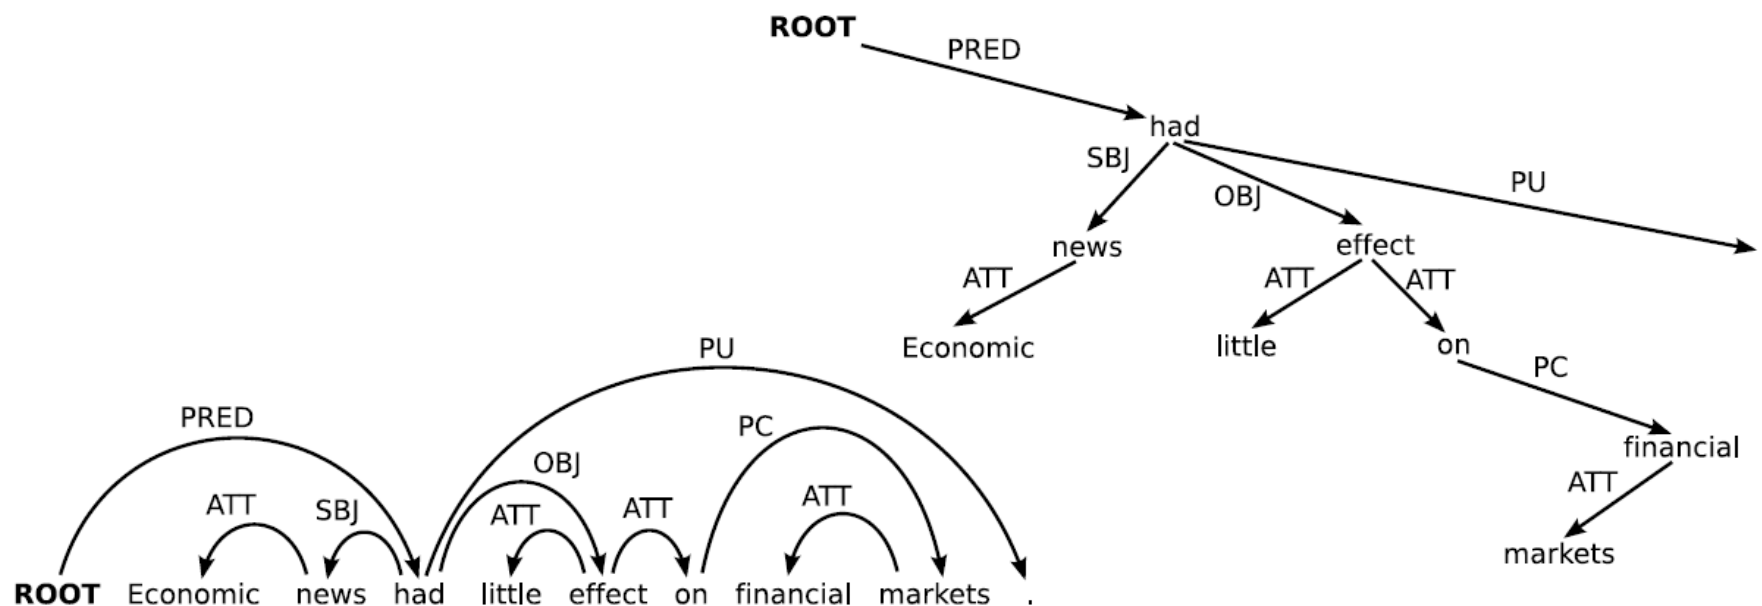 ROOT
PRED
had
SBJ
OBJ
PU
news
effect
ATT
ATT
ATT
Economic
little
on
PC
financial
ATT
markets
PU
PRED
PC
OBJ
ATT
SBJ
ATT
ATT
ATT
ROOT Economic news had little effect on financial markets .